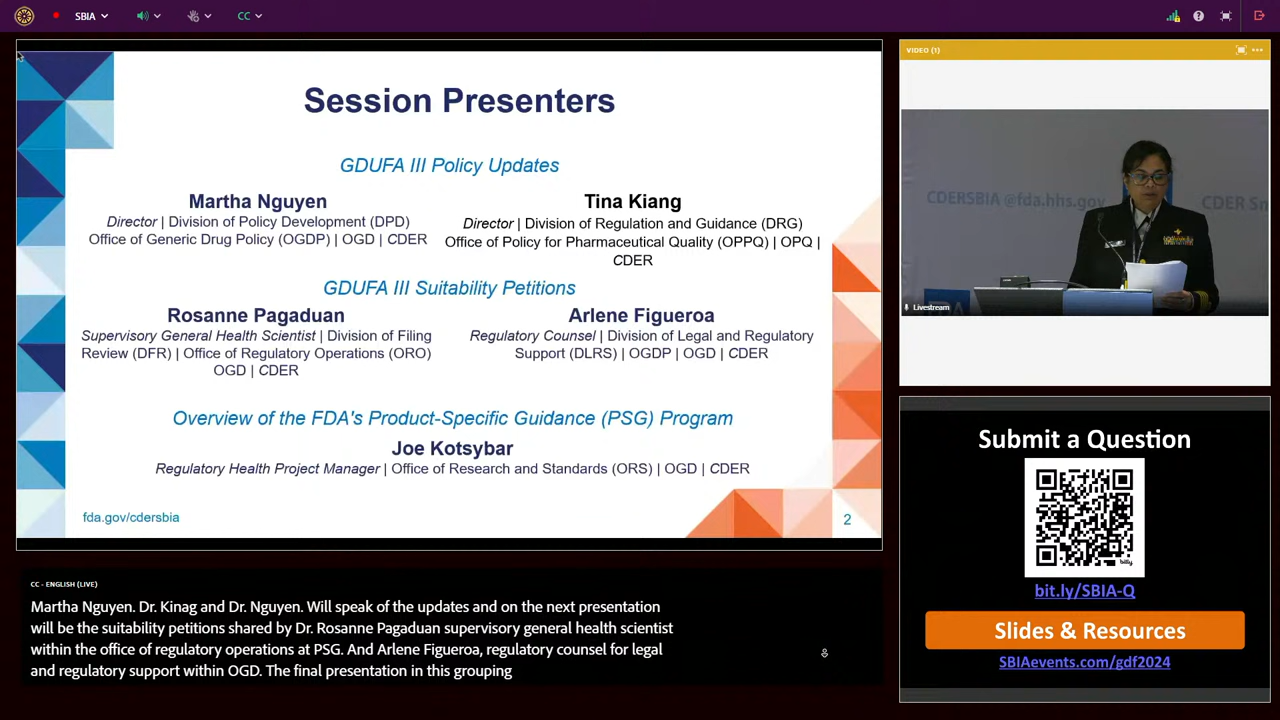 SBIA
CC
Session Presenters
GDUFA III Policy Updates
Martha Nguyen
Director | Division of Policy Development (DPD)
Office of Generic Drug Policy (OGDP) | OGD | CDER
Tina Kiang
Director | Division of Regulation and Guidance (DRG)
Office of Policy for Pharmaceutical Quality (OPPQ) | OPQ |
CDER
GDUFA III Suitability Petitions
Rosanne Pagaduan
Supervisory General Health Scientist | Division of Filing
Review (DFR) | Office of Regulatory Operations (ORO)
OGD | CDER
Arlene Figueroa
Regulatory Counsel | Division of Legal and Regulatory
Support (DLRS) | OGDP | OGD | CDER
Overview of the FDA's Product-Specific Guidance (PSG) Program
Joe Kotsybar
Regulatory Health Project Manager | Office of Research and Standards (ORS) | OGD | CDER
fda.gov/cdersbia
2
CC - ENGLISH (LIVE)
Martha Nguyen. Dr. Kinag and Dr. Nguyen. Will speak of the updates and on the next presentation
will be the suitability petitions shared by Dr. Rosanne Pagaduan supervisory general health scientist
within the office of regulatory operations at PSG. And Arlene Figueroa, regulatory counsel for legal
and regulatory support within OGD. The final presentation in this grouping
VIDEO (1)
CDERSBIA @fda.hhs.gov
CDER Sm
Livestream
Submit a Question
bitly
bit.ly/SBIA-Q
Slides & Resources
SBIAevents.com/gdf2024